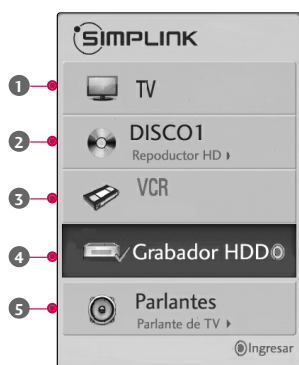 SIMPLINK
1 TV
2 DISCO1
Repoductor HD
3 VCR
4 Grabador HDD
5 Parlantes
Parlante de TV
Ingresar